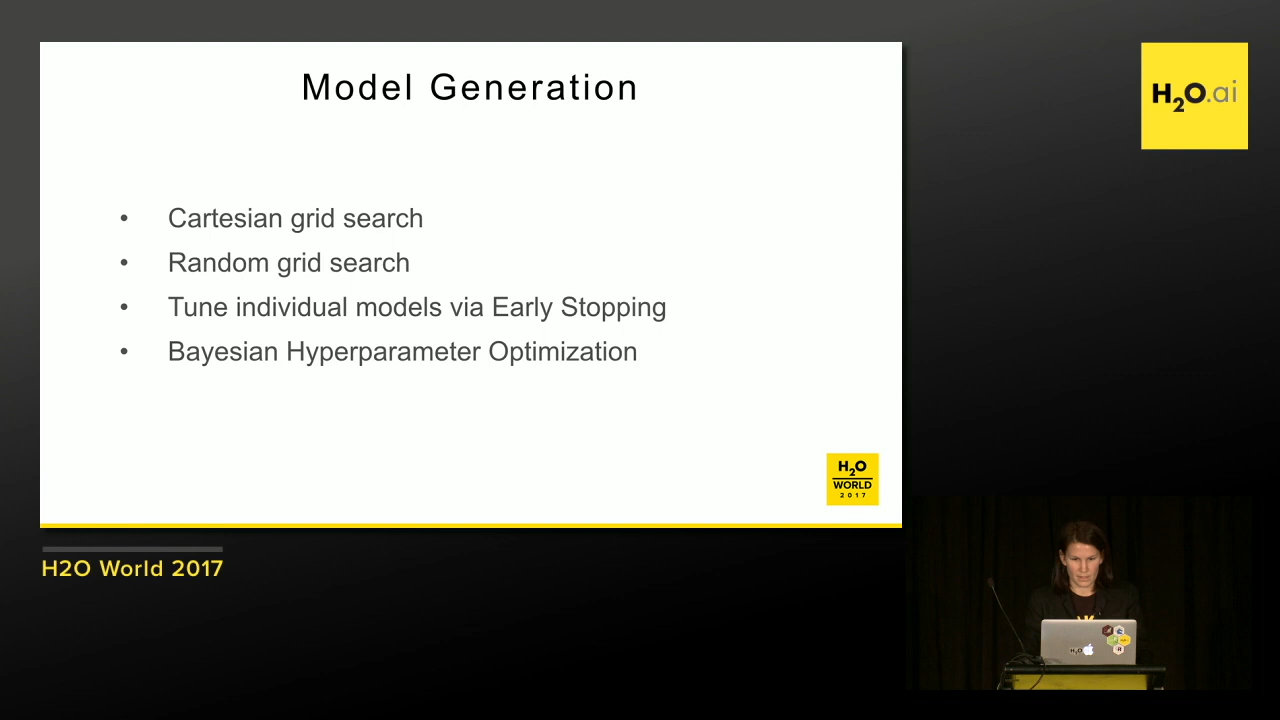 Model Generation
• Cartesian grid search
• Random grid search
• Tune individual models via Early Stopping
• Bayesian Hyperparameter Optimization
H2O
WORLD
2017
H2O.ai
H2O World 2017
H2O